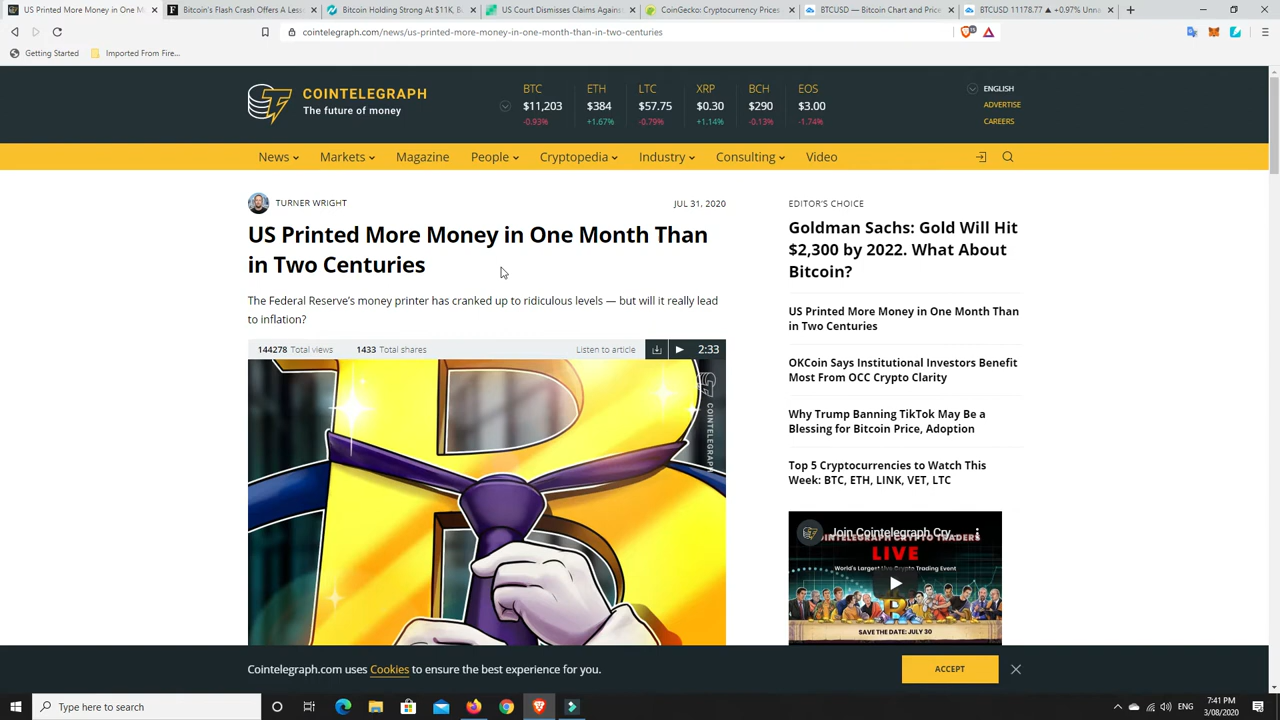 US Printed More Money in One M
Bitcoin's Flash Crash Offers A Less
Bitcoin Holding Strong At $11K, B
US Court Dismisses Claims Against
CoinGecko: Cryptocurrency Prices
BTCUSD — Bitcoin Chart and Price
BTCUSD 11178.77 ▲ +0.97% Unna
cointelegraph.com/news/us-printed-more-money-in-one-month-than-in-two-centuries
Getting Started
Imported From Fire...
COINTELEGRAPH
The future of money
BTC ETH LTC XRP BCH EOS
$11,203 $384 $57.75 $0.30 $290 $3.00
-0.93% +1.67% -0.79% +1.14% -0.13% -1.74%
ENGLISH
ADVERTISE
CAREERS
News Markets Magazine People Cryptopedia Industry Consulting Video
TURNER WRIGHT
JUL 31, 2020
US Printed More Money in One Month Than
in Two Centuries
The Federal Reserve's money printer has cranked up to ridiculous levels — but will it really lead
to inflation?
144278 Total views 1433 Total shares Listen to article 2:33
COINTELEGRAPH
EDITOR'S CHOICE
Goldman Sachs: Gold Will Hit
$2,300 by 2022. What About
Bitcoin?
US Printed More Money in One Month Than
in Two Centuries
OKCoin Says Institutional Investors Benefit
Most From OCC Crypto Clarity
Why Trump Banning TikTok May Be a
Blessing for Bitcoin Price, Adoption
Top 5 Cryptocurrencies to Watch This
Week: BTC, ETH, LINK, VET, LTC
Join Cointelegraph Cry...
COINTELEGRAPH CRYPTO TRADERS
LIVE
World's Largest Live Crypto Trading Event
SAVE THE DATE: JULY 30
Cointelegraph.com uses Cookies to ensure the best experience for you.
ACCEPT
Type here to search
ENG
7:41 PM
3/08/2020